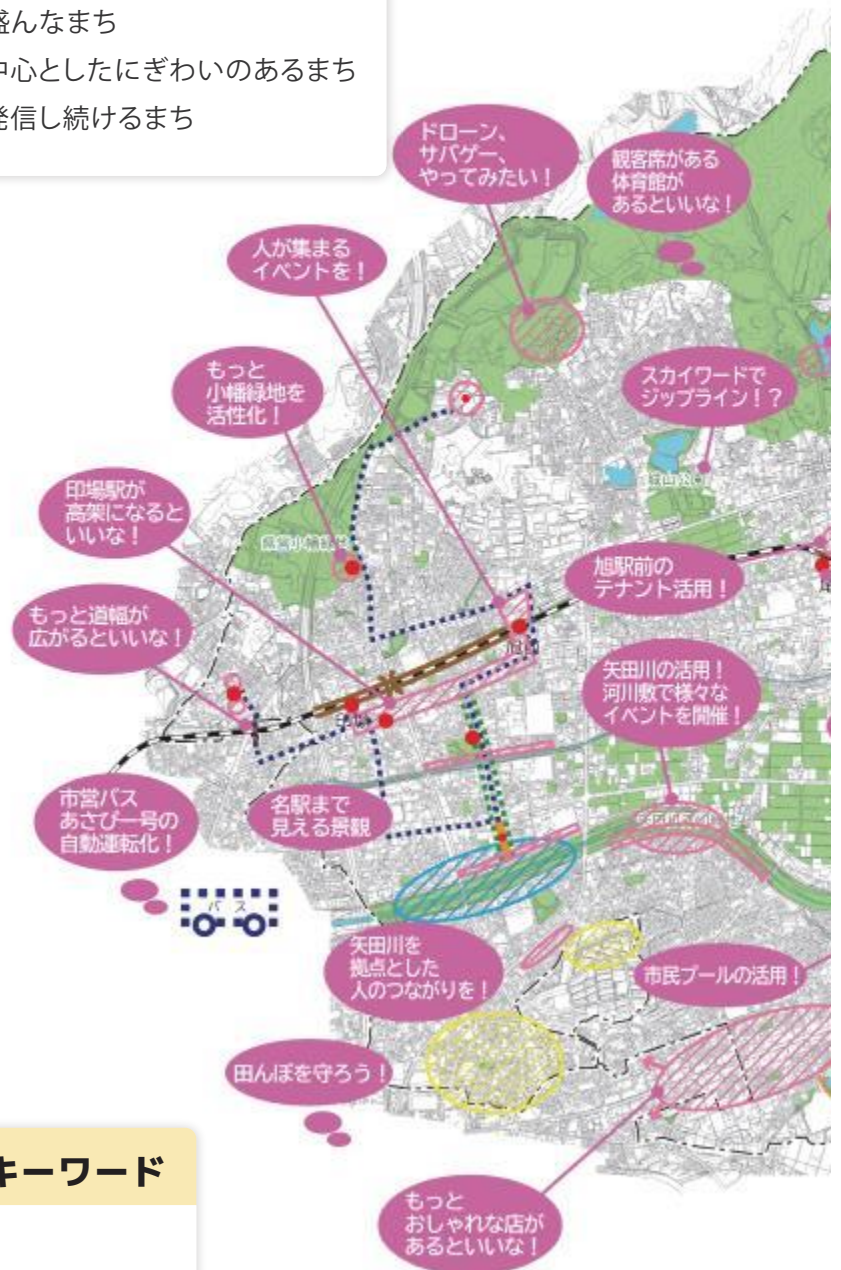 盛んなまち
中心としたにぎわいのあるまち
発信し続けるまち
ドローン、
サバゲー、
やってみたい！
観客席がある
体育館が
あるといいな！
人が集まる
イベントを！
もっと
小幡緑地を
活性化！
スカイワードで
ジップライン！？
印場駅が
高架になると
いいな！
旭駅前の
テナント活用！
もっと道幅が
広がるといいな！
矢田川の活用！
河川敷で様々な
イベントを開催！
市営バス
あさぴー号の
自動運転化！
名駅まで
見える景観
バス
矢田川を
拠点とした
人のつながりを！
市民プールの活用！
田んぼを守ろう！
キーワード
もっと
おしゃれな店が
あるといいな！